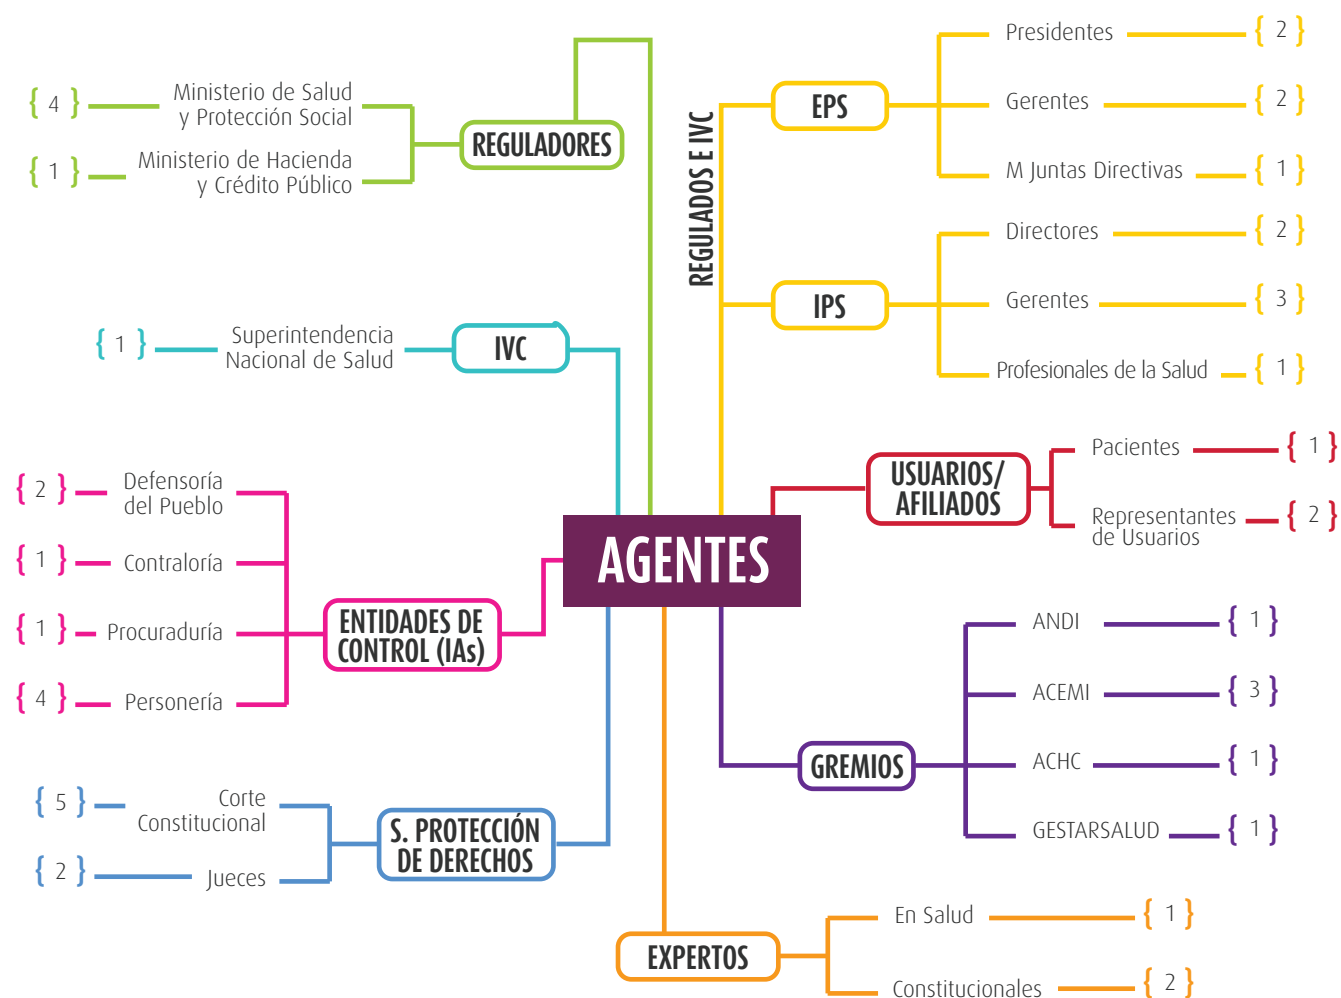 REGULADORES
Ministerio de Salud
y Protección Social
{ 4 }
Ministerio de Hacienda
y Crédito Público
{ 1 }
IVC
Superintendencia
Nacional de Salud
{ 1 }
ENTIDADES DE
CONTROL (IAs)
Defensoría
del Pueblo
{ 2 }
Contraloría
{ 1 }
Procuraduría
{ 1 }
Personería
{ 4 }
S. PROTECCIÓN
DE DERECHOS
Corte
Constitucional
{ 5 }
Jueces
{ 2 }
AGENTES
REGULADOS E IVC
EPS
Presidentes
{ 2 }
Gerentes
{ 2 }
M Juntas Directivas
{ 1 }
IPS
Directores
{ 2 }
Gerentes
{ 3 }
Profesionales de la Salud
{ 1 }
USUARIOS/
AFILIADOS
Pacientes
{ 1 }
Representantes
de Usuarios
{ 2 }
GREMIOS
ANDI
{ 1 }
ACEMI
{ 3 }
ACHC
{ 1 }
GESTARSALUD
{ 1 }
EXPERTOS
En Salud
{ 1 }
Constitucionales
{ 2 }